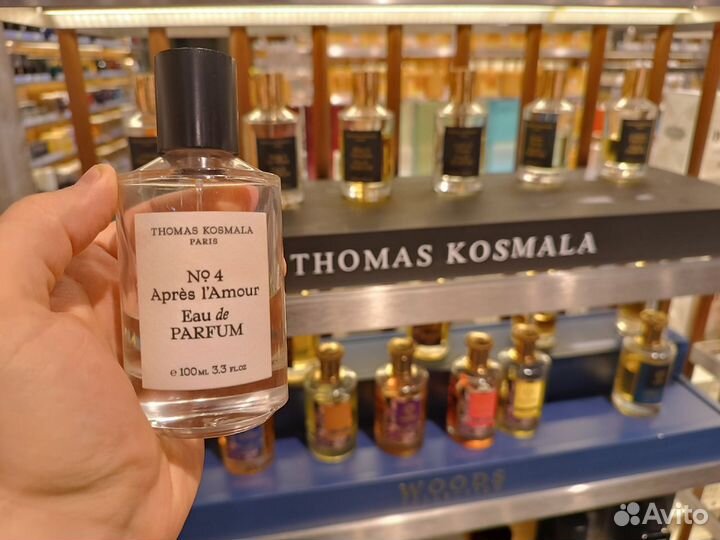 THOMAS KOSMALA
PARIS
Nº 4
Après l'Amour
Eau de
PARFUM
e 100ML 3.3 FL.OZ
THOMAS KOSMALA
WOODS
Avito